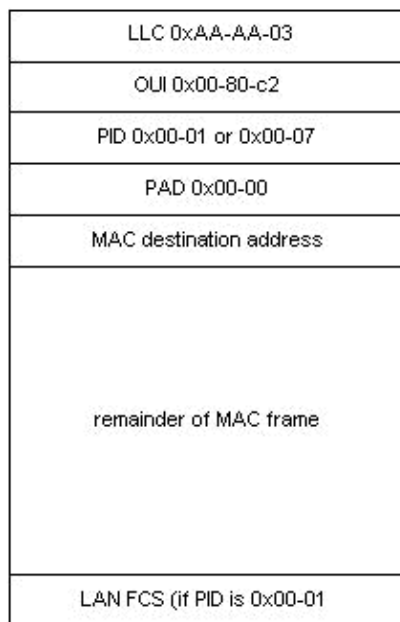 LLC 0xAA-AA-03
OUI 0x00-80-c2
PID 0x00-01 or 0x00-07
PAD 0x00-00
MAC destination address
remainder of MAC frame
LAN FCS (if PID is 0x00-01